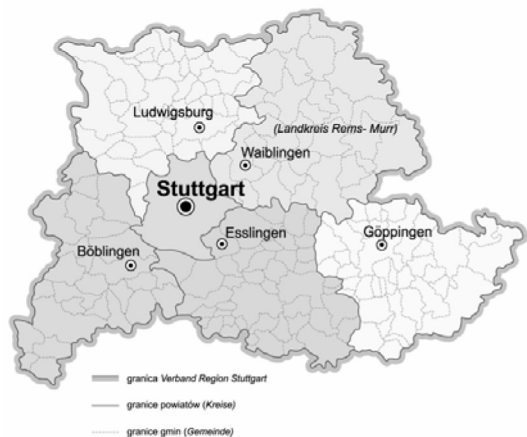 Ludwigsburg
(Landkreis Rems- Murr)
Waiblingen
Stuttgart
Esslingen
Göppingen
Böblingen
granica Verband Region Stuttgart
granice powiatów (Kreise)
granice gmin (Gemeinde)